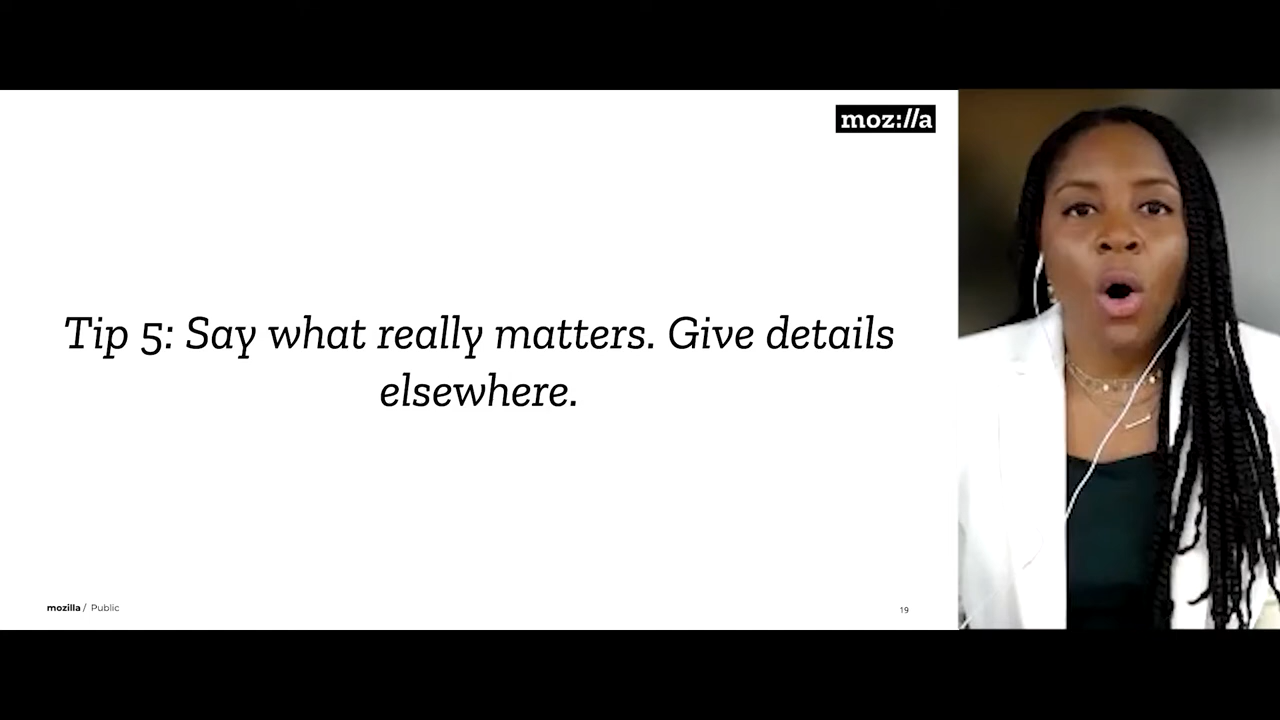 moz://a
Tip 5: Say what really matters. Give details
elsewhere.
mozilla / Public
19